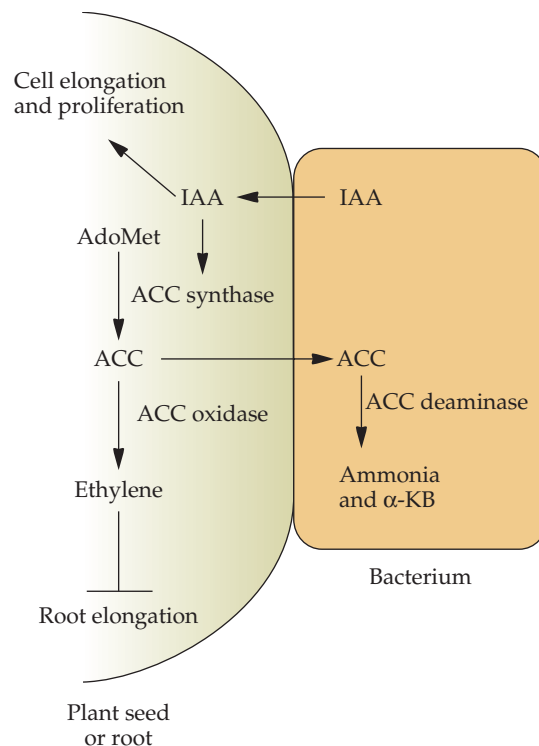 Cell elongation
and proliferation
IAA
IAA
AdoMet
ACC synthase
ACC
ACC
ACC deaminase
ACC oxidase
Ethylene
Ammonia
and α-KB
Bacterium
Root elongation
Plant seed
or root